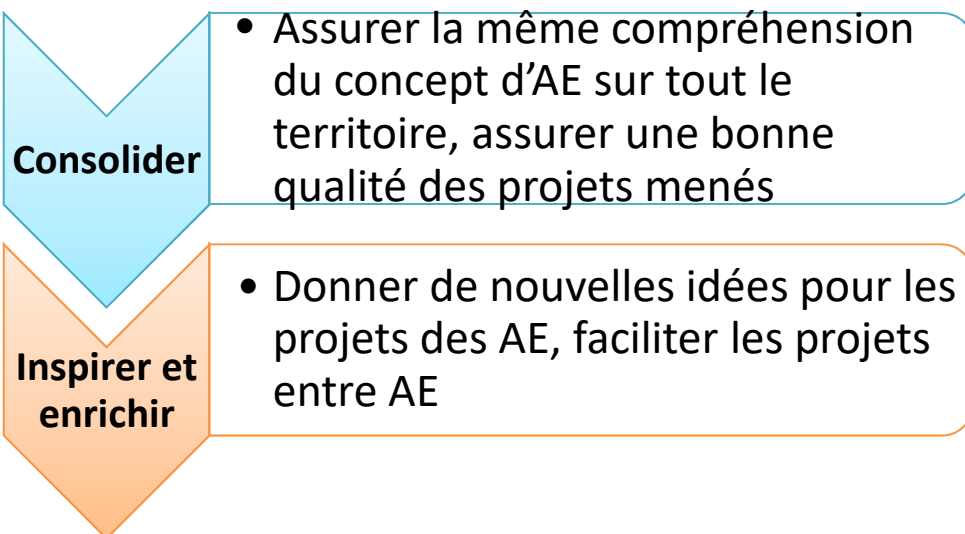 Consolider
• Assurer la même compréhension
du concept d’AE sur tout le
territoire, assurer une bonne
qualité des projets menés
Inspirer et
enrichir
• Donner de nouvelles idées pour les
projets des AE, faciliter les projets
entre AE